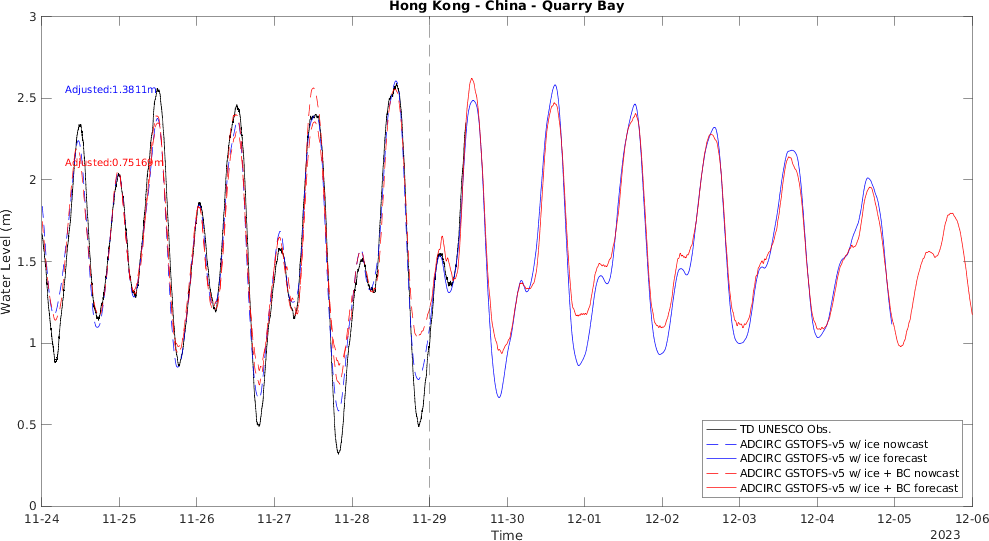 Hong Kong - China - Quarry Bay
3
2.5
2
1.5
1
0.5
0
Water Level (m)
Adjusted:1.3811m
Adjusted:0.75169m
TD UNESCO Obs.
ADCIRC GSTOFS-v5 w/ ice nowcast
ADCIRC GSTOFS-v5 w/ ice forecast
ADCIRC GSTOFS-v5 w/ ice + BC nowcast
ADCIRC GSTOFS-v5 w/ ice + BC forecast
11-24 11-25 11-26 11-27 11-28 11-29 11-30 12-01 12-02 12-03 12-04 12-05 12-06
Time
2023